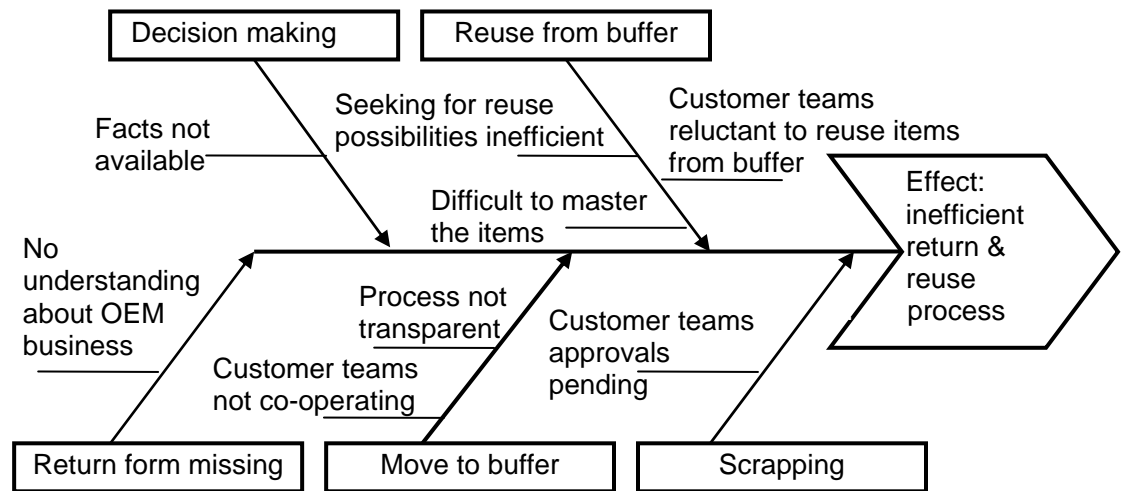 Decision making
Reuse from buffer
Facts not
available
Seeking for reuse
possibilities inefficient
Customer teams
reluctant to reuse items
from buffer
Difficult to master
the items
Effect:
inefficient
return &
reuse
process
No
understanding
about OEM
business
Process not
transparent
Customer teams
not co-operating
Customer teams
approvals
pending
Return form missing
Move to buffer
Scrapping